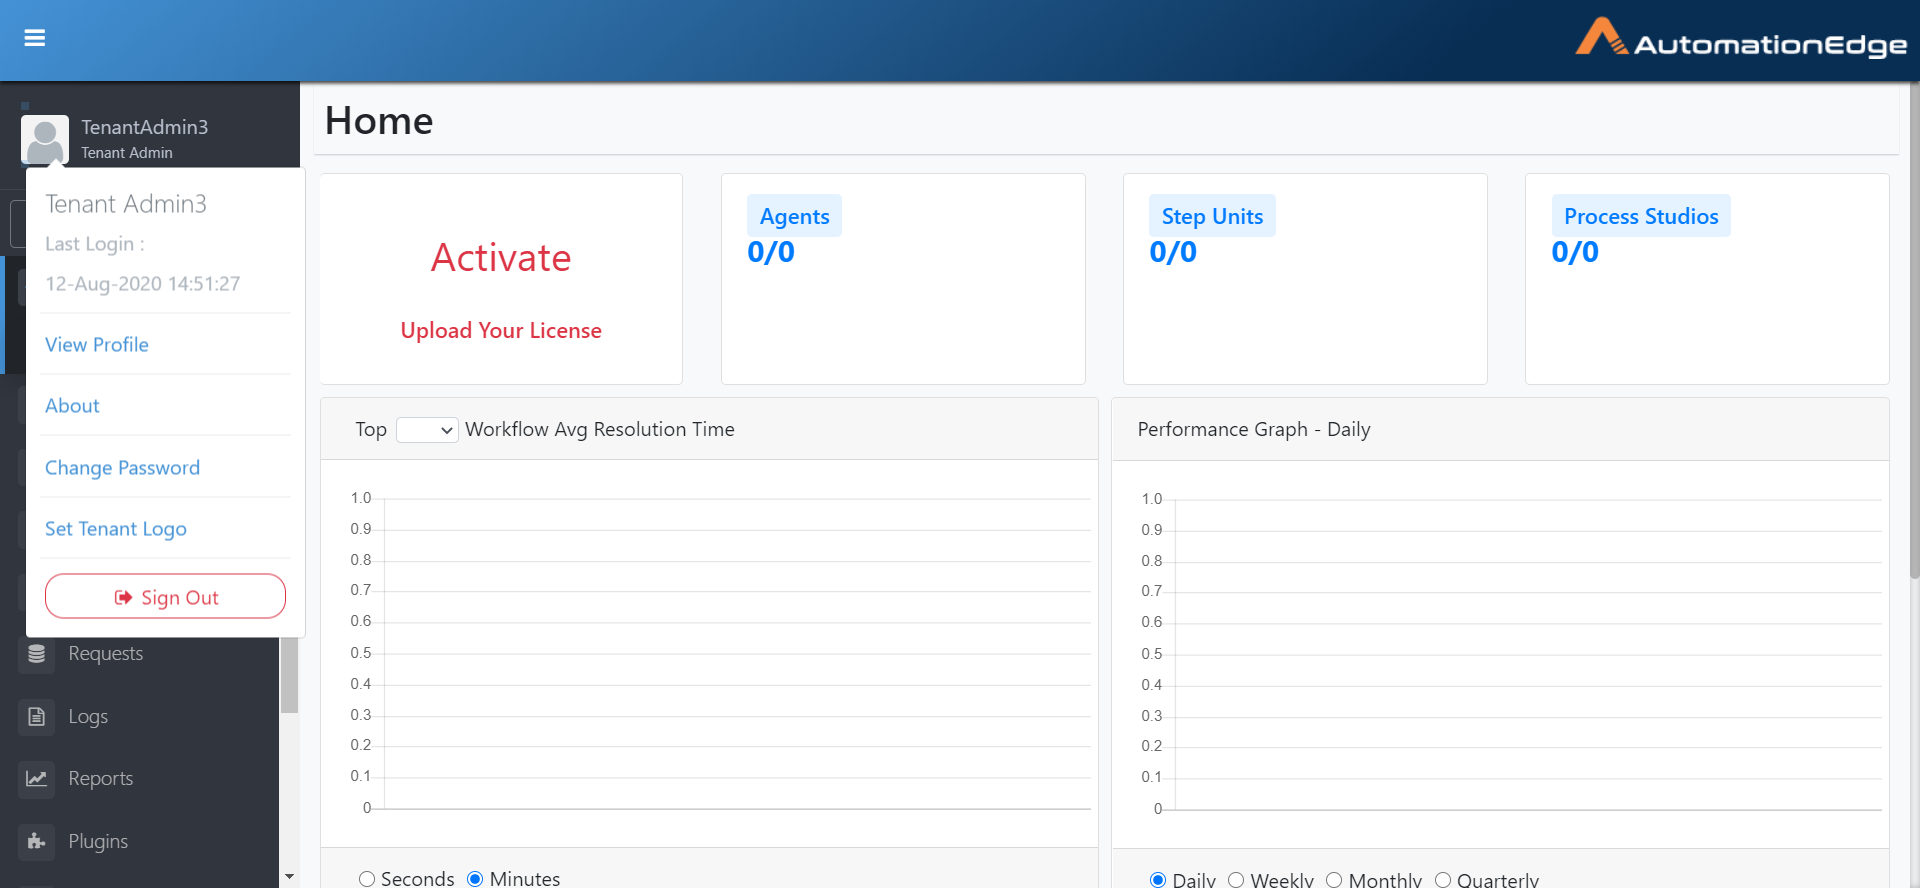 AutomationEdge
TenantAdmin3
Tenant Admin
Tenant Admin3
Last Login :
12-Aug-2020 14:51:27
View Profile
About
Change Password
Set Tenant Logo
Sign Out
Requests
Logs
Reports
Plugins
Home
Activate
Upload Your License
Agents
0/0
Step Units
0/0
Process Studios
0/0
Top Workflow Avg Resolution Time
1.0
0.9
0.8
0.7
0.6
0.5
0.4
0.3
0.2
0.1
0
Seconds Minutes
Performance Graph - Daily
1.0
0.9
0.8
0.7
0.6
0.5
0.4
0.3
0.2
0.1
0
Daily Weekly Monthly Quarterly